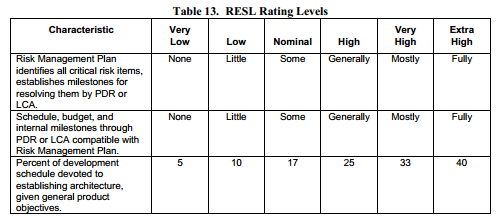 Table 13. RESL Rating Levels
Characteristic Very Low Low Nominal High Very High Extra High
Risk Management Plan None Little Some Generally Mostly Fully
identifies all critical risk items,
establishes milestones for
resolving them by PDR or
LCA.
Schedule, budget, and None Little Some Generally Mostly Fully
internal milestones through
PDR or LCA compatible with
Risk Management Plan.
Percent of development 5 10 17 25 33 40
schedule devoted to
establishing architecture,
given general product
objectives.